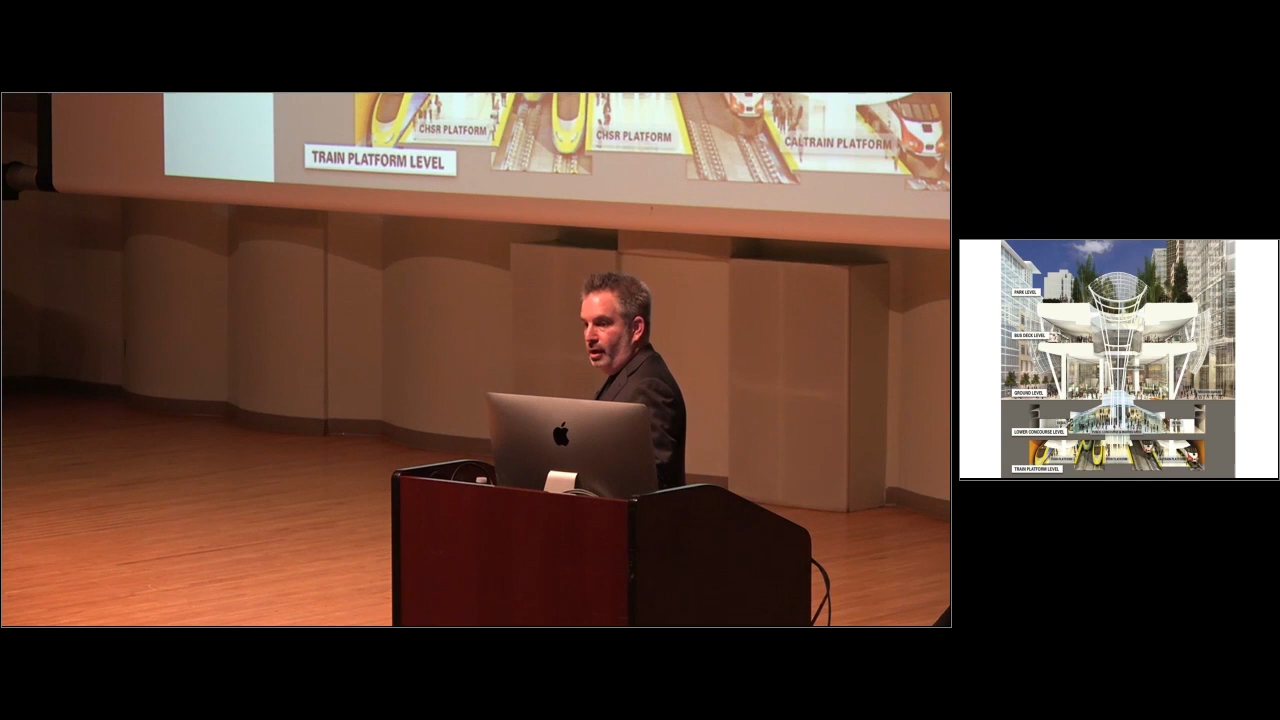 CHSR PLATFORM
CHSR PLATFORM
CALTRAIN PLATFORM
TRAIN PLATFORM LEVEL
PARK LEVEL
BUS DECK LEVEL
GROUND LEVEL
LOWER CONCOURSE LEVEL
TRAIN PLATFORM LEVEL